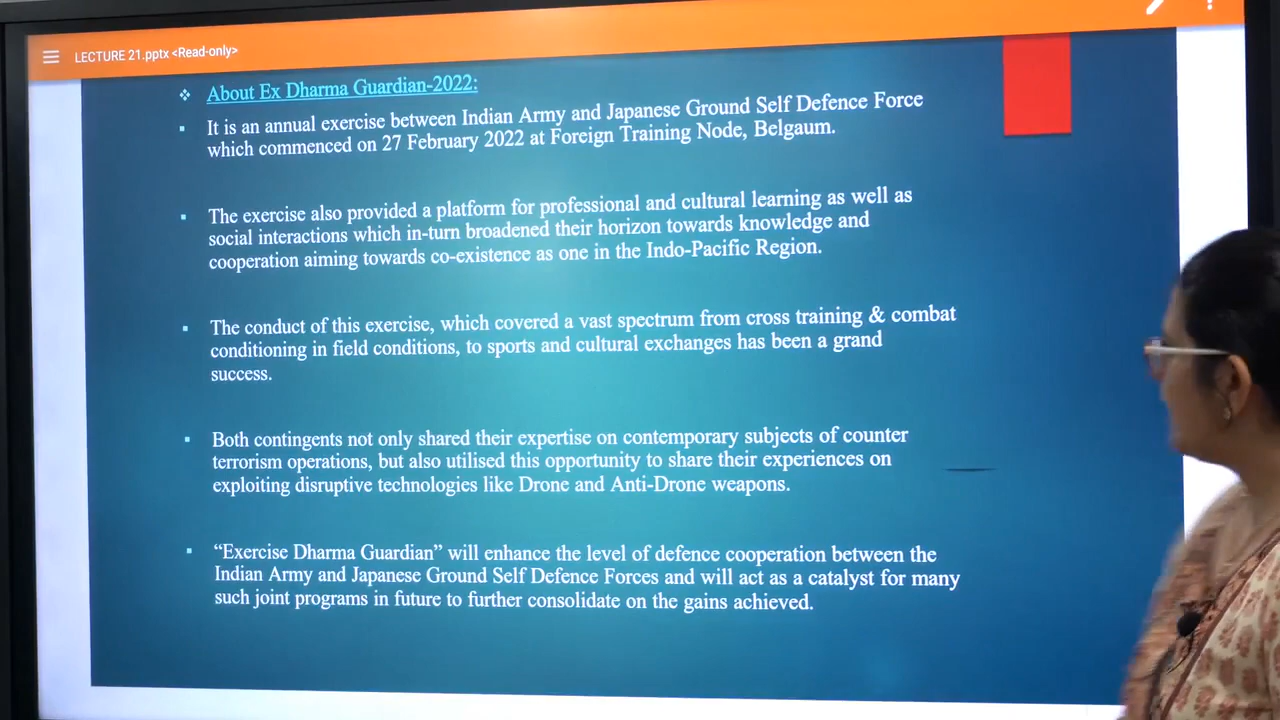 LECTURE 21.pptx <Read-only>
About Ex Dharma Guardian-2022:
It is an annual exercise between Indian Army and Japanese Ground Self Defence Force
which commenced on 27 February 2022 at Foreign Training Node, Belgaum.
The exercise also provided a platform for professional and cultural learning as well as
social interactions which in-turn broadened their horizon towards knowledge and
cooperation aiming towards co-existence as one in the Indo-Pacific Region.
The conduct of this exercise, which covered a vast spectrum from cross training & combat
conditioning in field conditions, to sports and cultural exchanges has been a grand
success.
Both contingents not only shared their expertise on contemporary subjects of counter
terrorism operations, but also utilised this opportunity to share their experiences on
exploiting disruptive technologies like Drone and Anti-Drone weapons.
“Exercise Dharma Guardian” will enhance the level of defence cooperation between the
Indian Army and Japanese Ground Self Defence Forces and will act as a catalyst for many
such joint programs in future to further consolidate on the gains achieved.